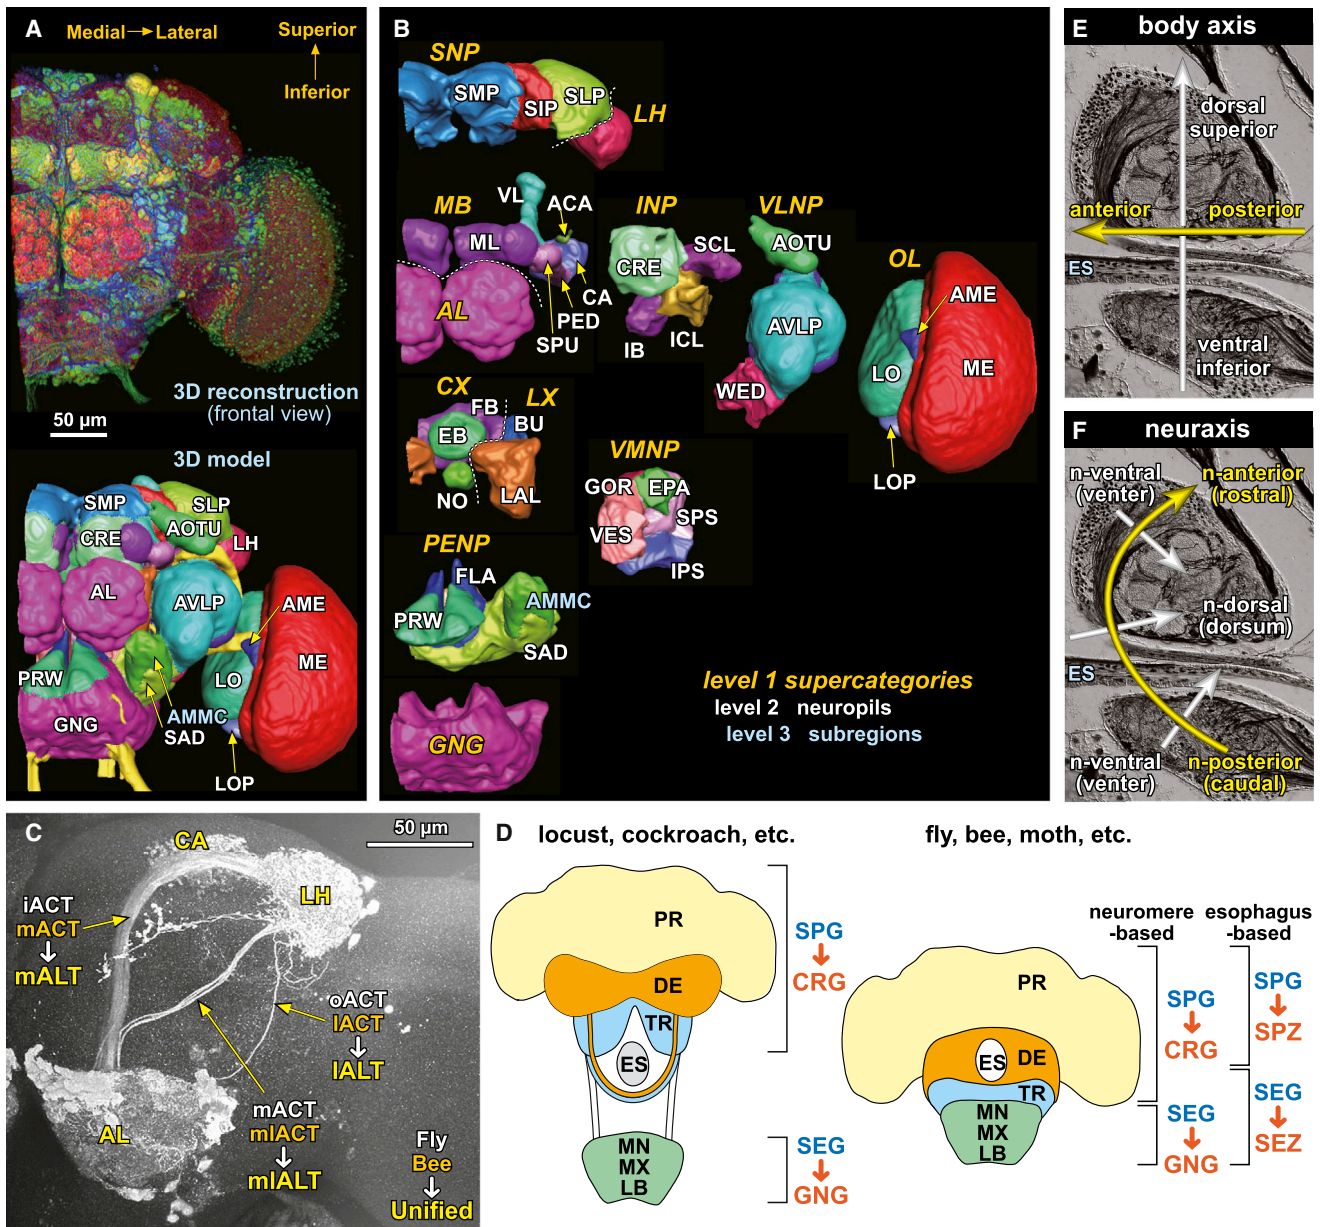 A
Medial → Lateral
Superior
Inferior
3D reconstruction
(frontal view)
50 µm
3D model
SMP
SLP
AOTU
CRE
LH
AL
AVLP
AME
ME
PRW
LO
GNG
AMMC
SAD
LOP
B
SNP
SMP
SIP
SLP
LH
MB
VL
ACA
ML
AL
CA
PED
SPU
INP
SCL
CRE
IB
ICL
VLNP
AOTU
AVLP
WED
OL
AME
LO
ME
LOP
CX
FB
LX
EB
BU
NO
LAL
VMNP
GOR
EPA
SPS
VES
IPS
PENP
FLA
PRW
AMMC
SAD
GNG
level 1 supercategories
level 2 neuropils
level 3 subregions
E
body axis
dorsal
superior
anterior
posterior
ES
ventral
inferior
F
neuraxis
n-ventral
(venter)
n-anterior
(rostral)
n-dorsal
(dorsum)
ES
n-ventral
(venter)
n-posterior
(caudal)
C
50 µm
CA
LH
iACT
mACT
mALT
oACT
lACT
lALT
mACT
mlACT
mlALT
AL
Fly
Bee
Unified
D
locust, cockroach, etc.
PR
DE
TR
ES
MN
MX
LB
SPG
CRG
SEG
GNG
fly, bee, moth, etc.
neuromere
-based
esophagus
-based
PR
ES
DE
TR
MN
MX
LB
SPG
CRG
SEG
GNG
SPG
SPZ
SEG
SEZ